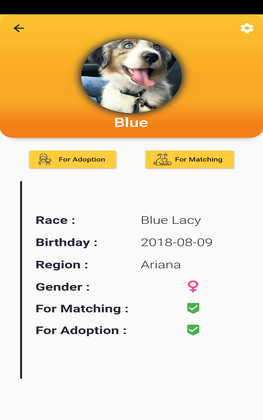 Blue
For Adoption
For Matching
Race : Blue Lacy
Birthday : 2018-08-09
Region : Ariana
Gender :
For Matching :
For Adoption :